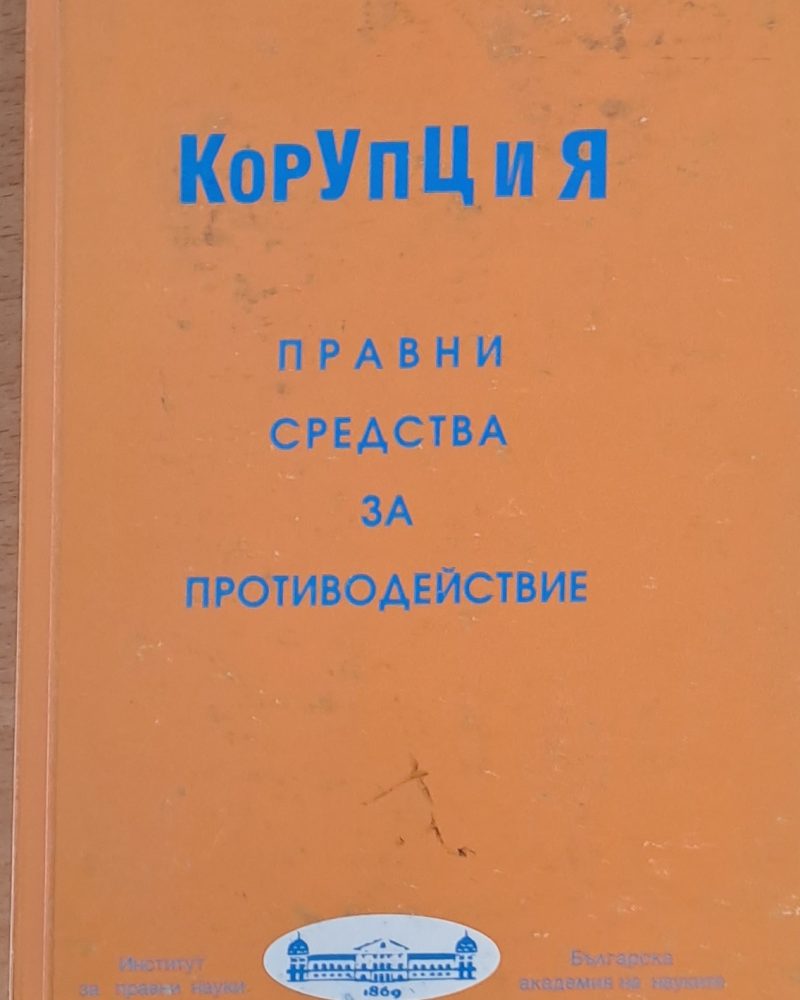 КОРУПЦИЯ
ПРАВНИ
СРЕДСТВА
ЗА
ПРОТИВОДЕЙСТВИЕ
1869
Институт
за правни науки
Българска
академия на науките